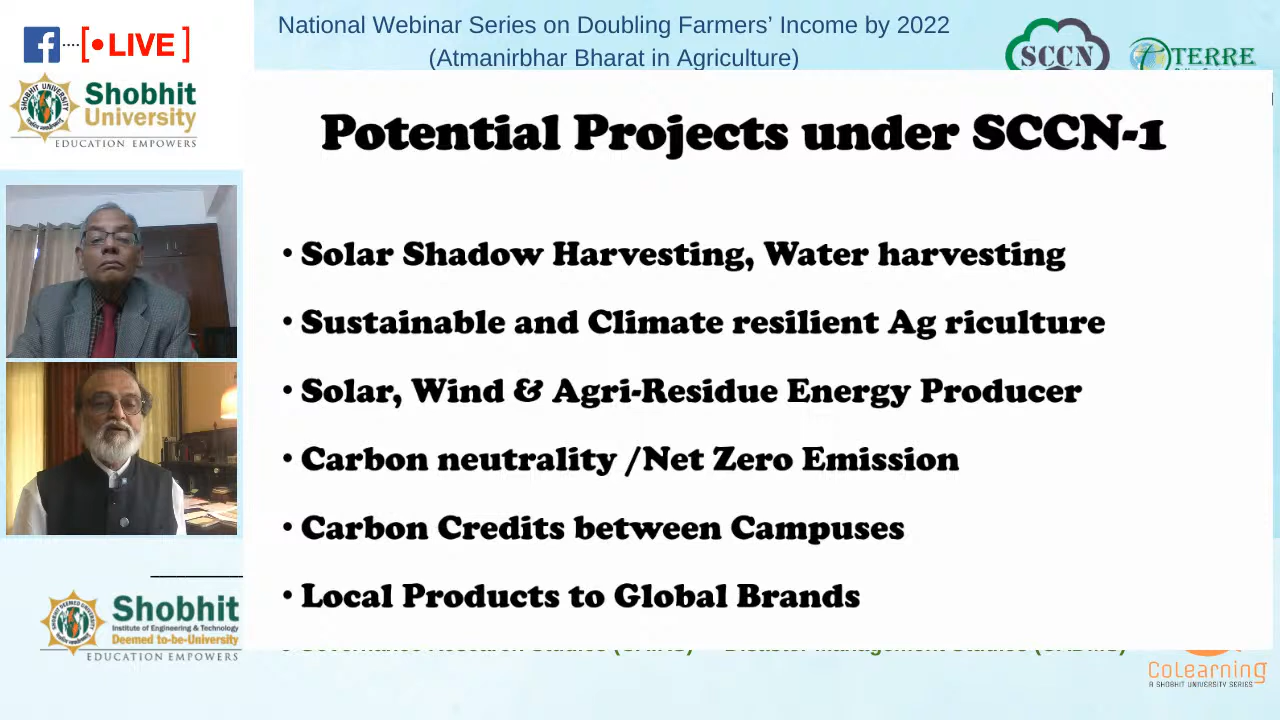 LIVE
National Webinar Series on Doubling Farmers' Income by 2022
(Atmanirbhar Bharat in Agriculture)
SCCN
TERRE
Shobhit
University
EDUCATION EMPOWERS
Potential Projects under SCCN-1
• Solar Shadow Harvesting, Water harvesting
• Sustainable and Climate resilient Ag riculture
• Solar, Wind & Agri-Residue Energy Producer
• Carbon neutrality /Net Zero Emission
• Carbon Credits between Campuses
• Local Products to Global Brands
Shobhit
Institute of Engineering & Technology
Deemed to-be-University
EDUCATION EMPOWERS
CoLearning
A SHOBHIT UNIVERSITY SERIES